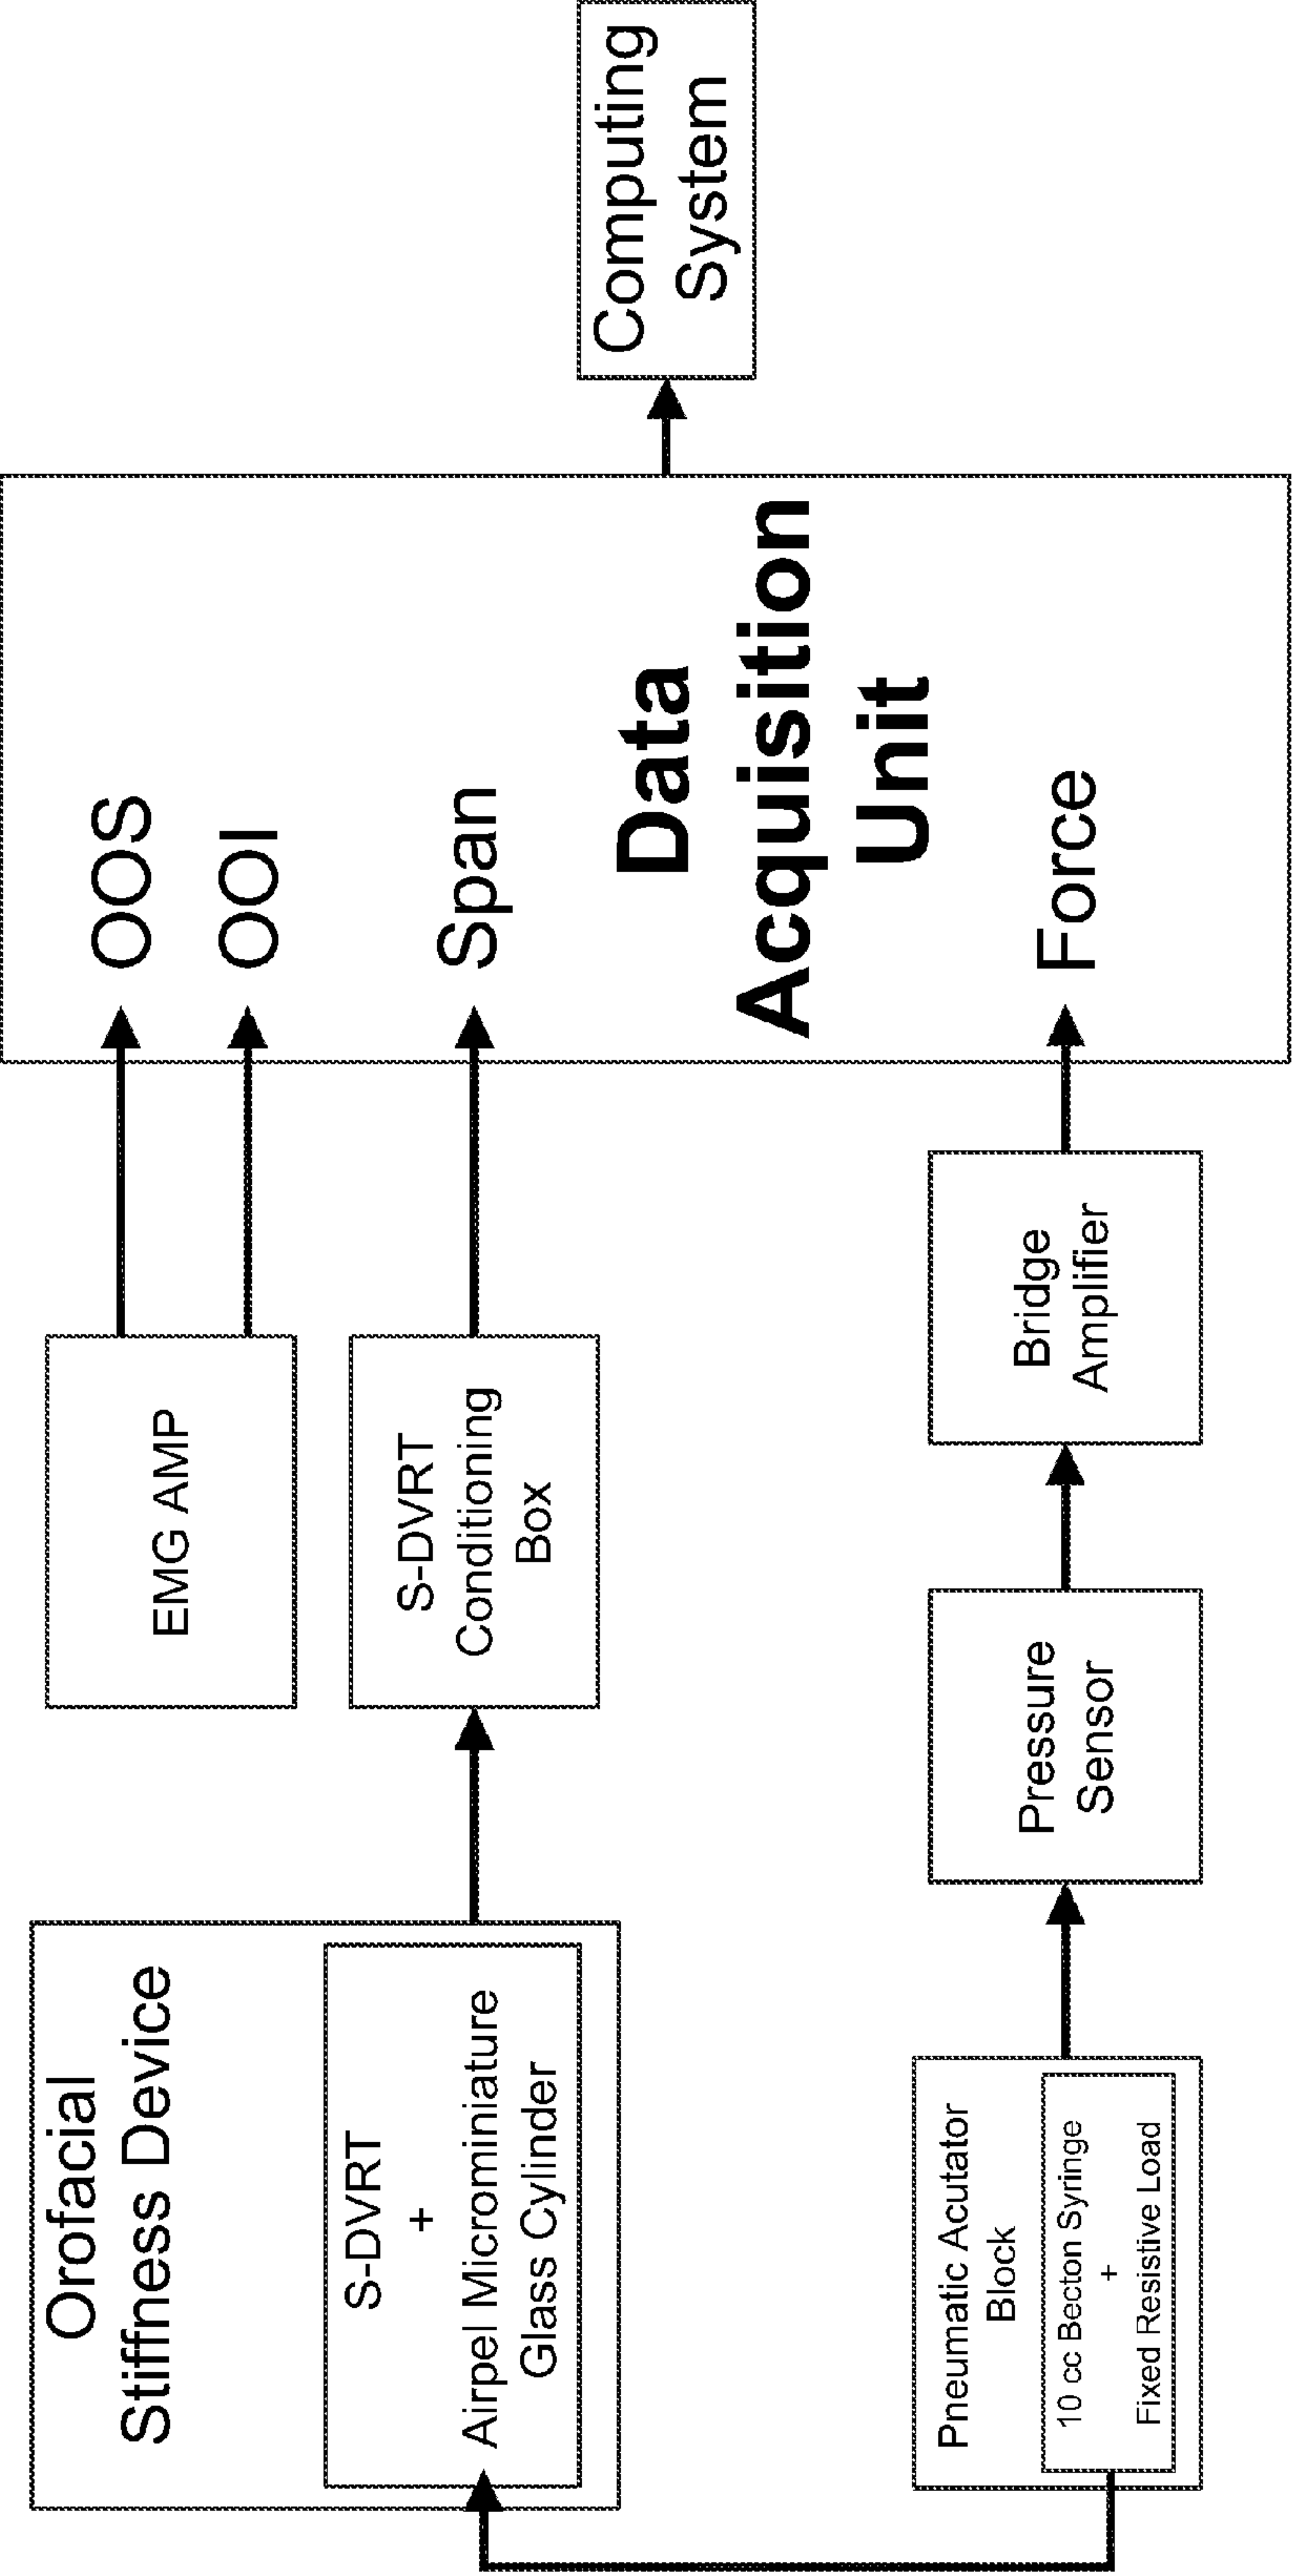 Orofacial
Stiffness Device
S-DVRT
+
Airpel Microminiature
Glass Cylinder
EMG AMP
S-DVRT
Conditioning
Box
OOS
OOI
Span
Data
Acquisition
Unit
Force
Computing
System
Pneumatic Acutator
Block
10 cc Becton Syringe
+
Fixed Resistive Load
Pressure
Sensor
Bridge
Amplifier